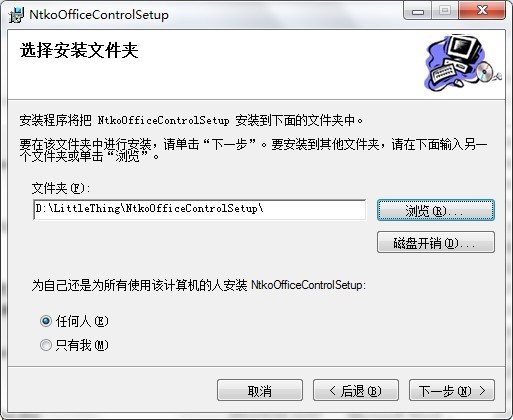 NtkoOfficeControlSetup
选择安装文件夹
安装程序将把 NtkoOfficeControlSetup 安装到下面的文件夹中。
要在该文件夹中进行安装，请单击“下一步”。要安装到其他文件夹，请在下面输入另一
个文件夹或单击“浏览”。
文件夹(F):
D:\LittleThing\NtkoOfficeControlSetup\
浏览(R)...
磁盘开销(D)...
为自己还是为所有使用该计算机的人安装 NtkoOfficeControlSetup:
任何人(E)
只有我(M)
取消
< 后退(B)
下一步(N) >